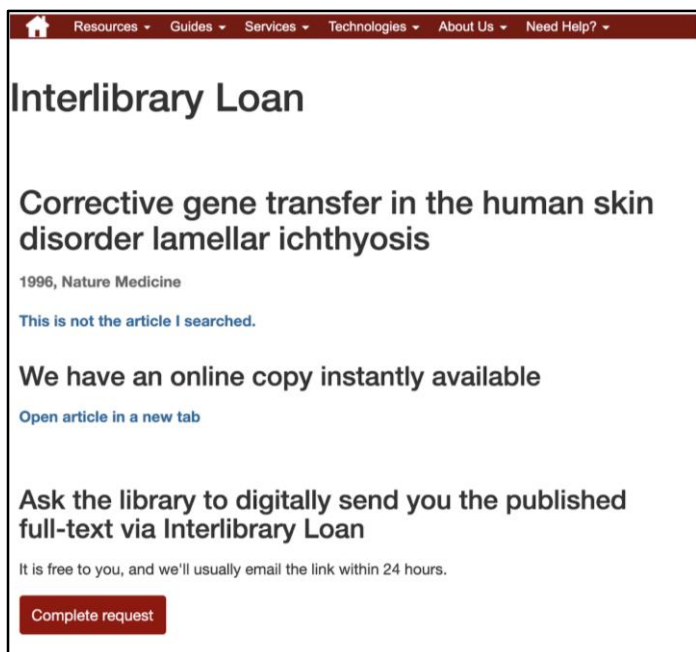 Resources Guides Services Technologies About Us Need Help?
Interlibrary Loan
Corrective gene transfer in the human skin
disorder lamellar ichthyosis
1996, Nature Medicine
This is not the article I searched.
We have an online copy instantly available
Open article in a new tab
Ask the library to digitally send you the published
full-text via Interlibrary Loan
It is free to you, and we'll usually email the link within 24 hours.
Complete request